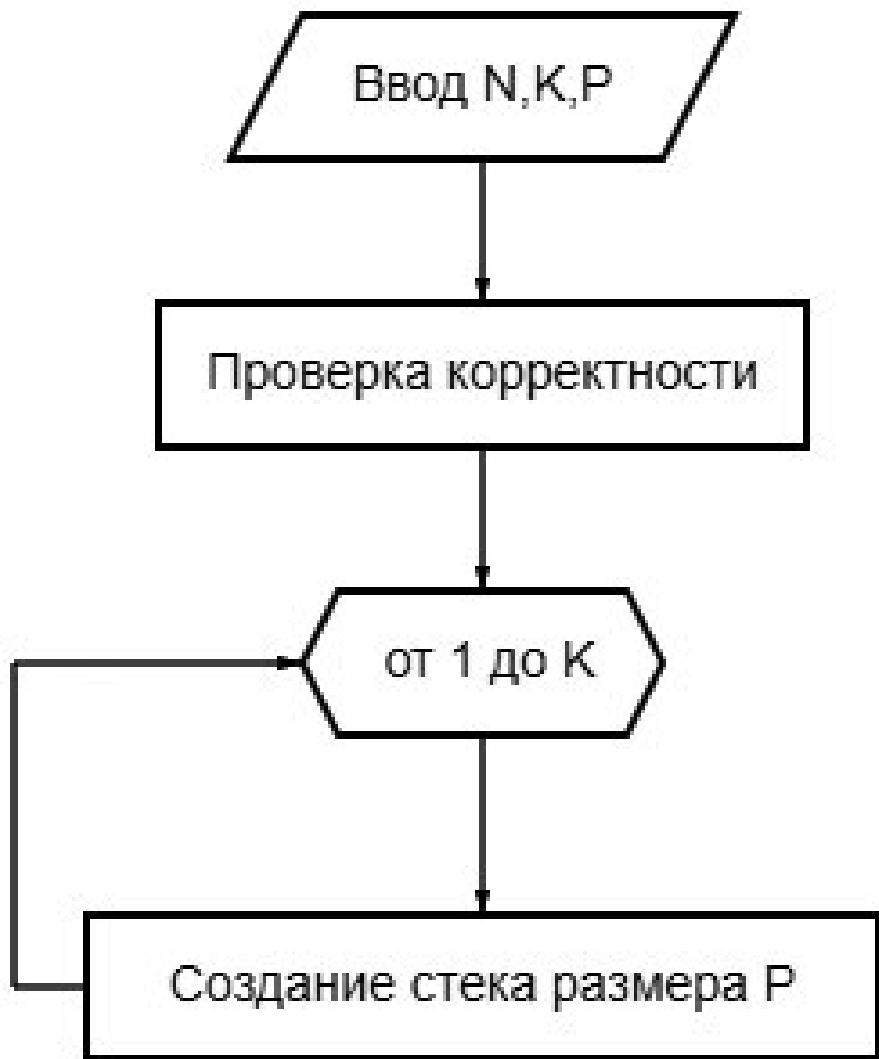 Ввод N,K,P
Проверка корректности
от 1 до K
Создание стека размера P